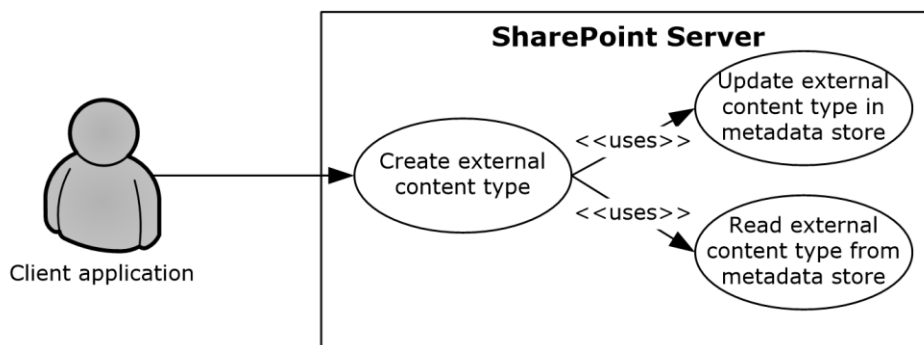 SharePoint Server
Update external
content type in
metadata store
<<uses>>
Create external
content type
<<uses>>
Read external
content type from
metadata store
Client application